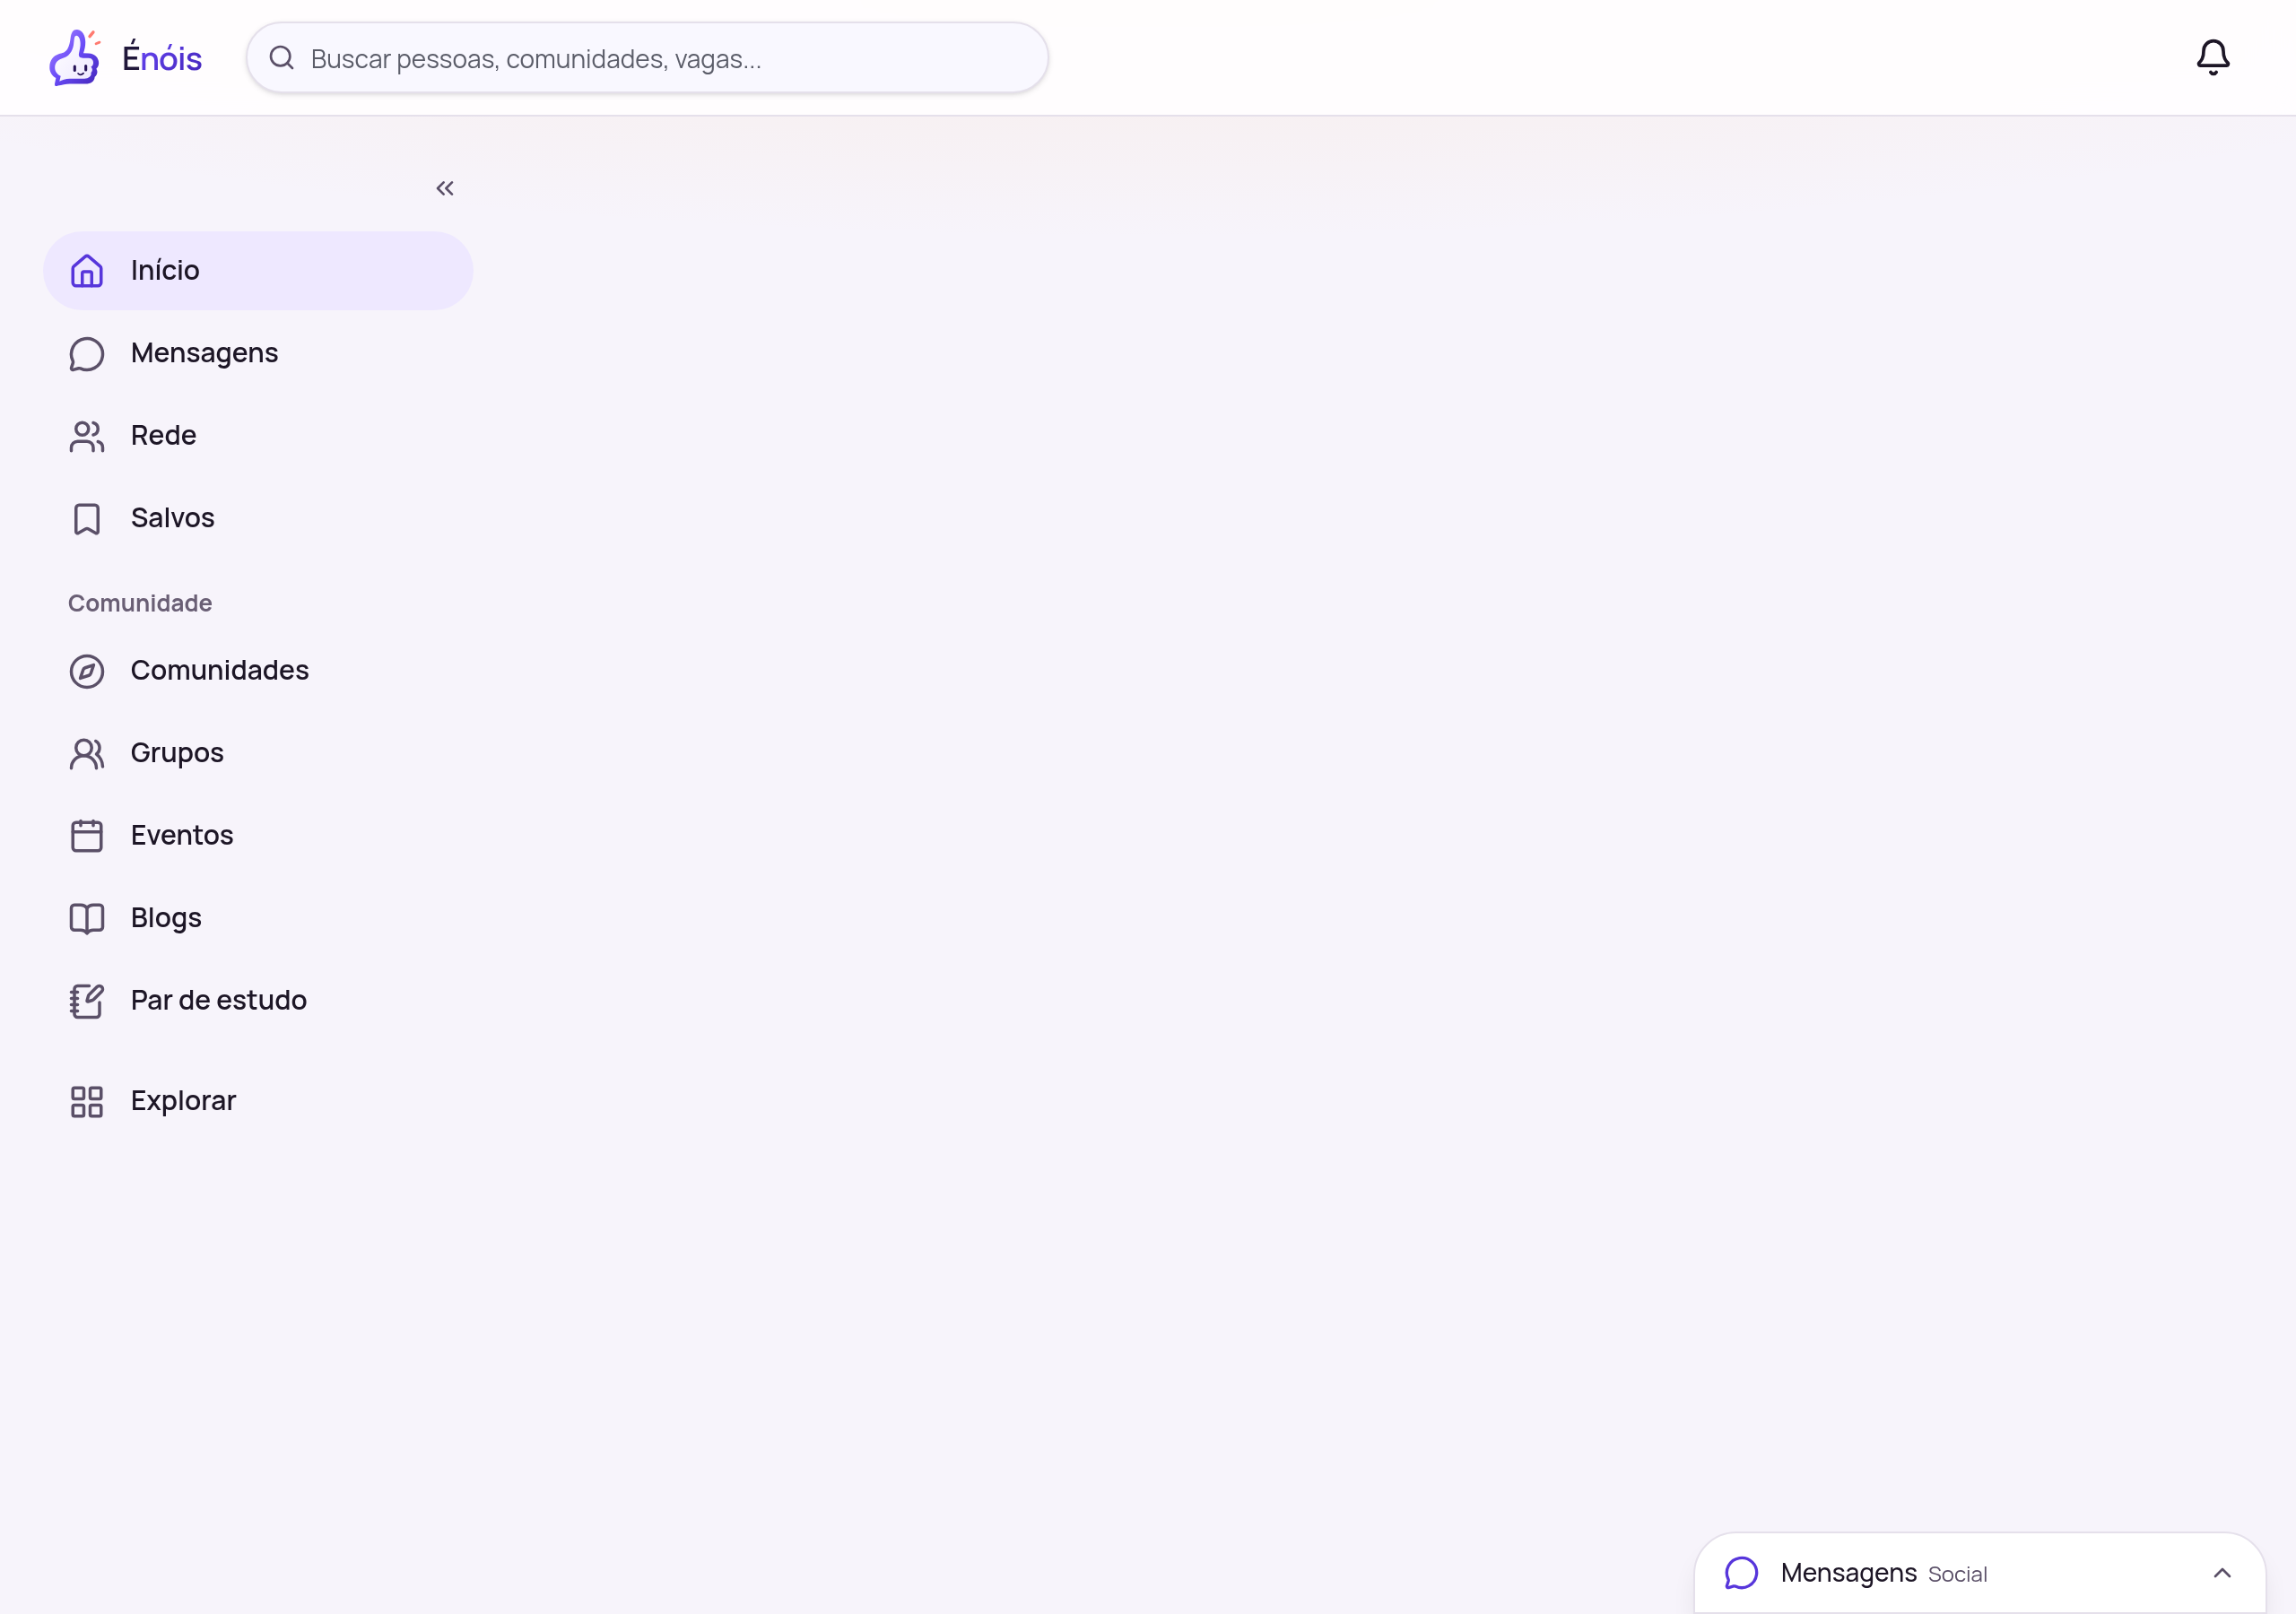 Énóis
Buscar pessoas, comunidades, vagas...
Início
Mensagens
Rede
Salvos
Comunidade
Comunidades
Grupos
Eventos
Blogs
Par de estudo
Explorar
Mensagens Social